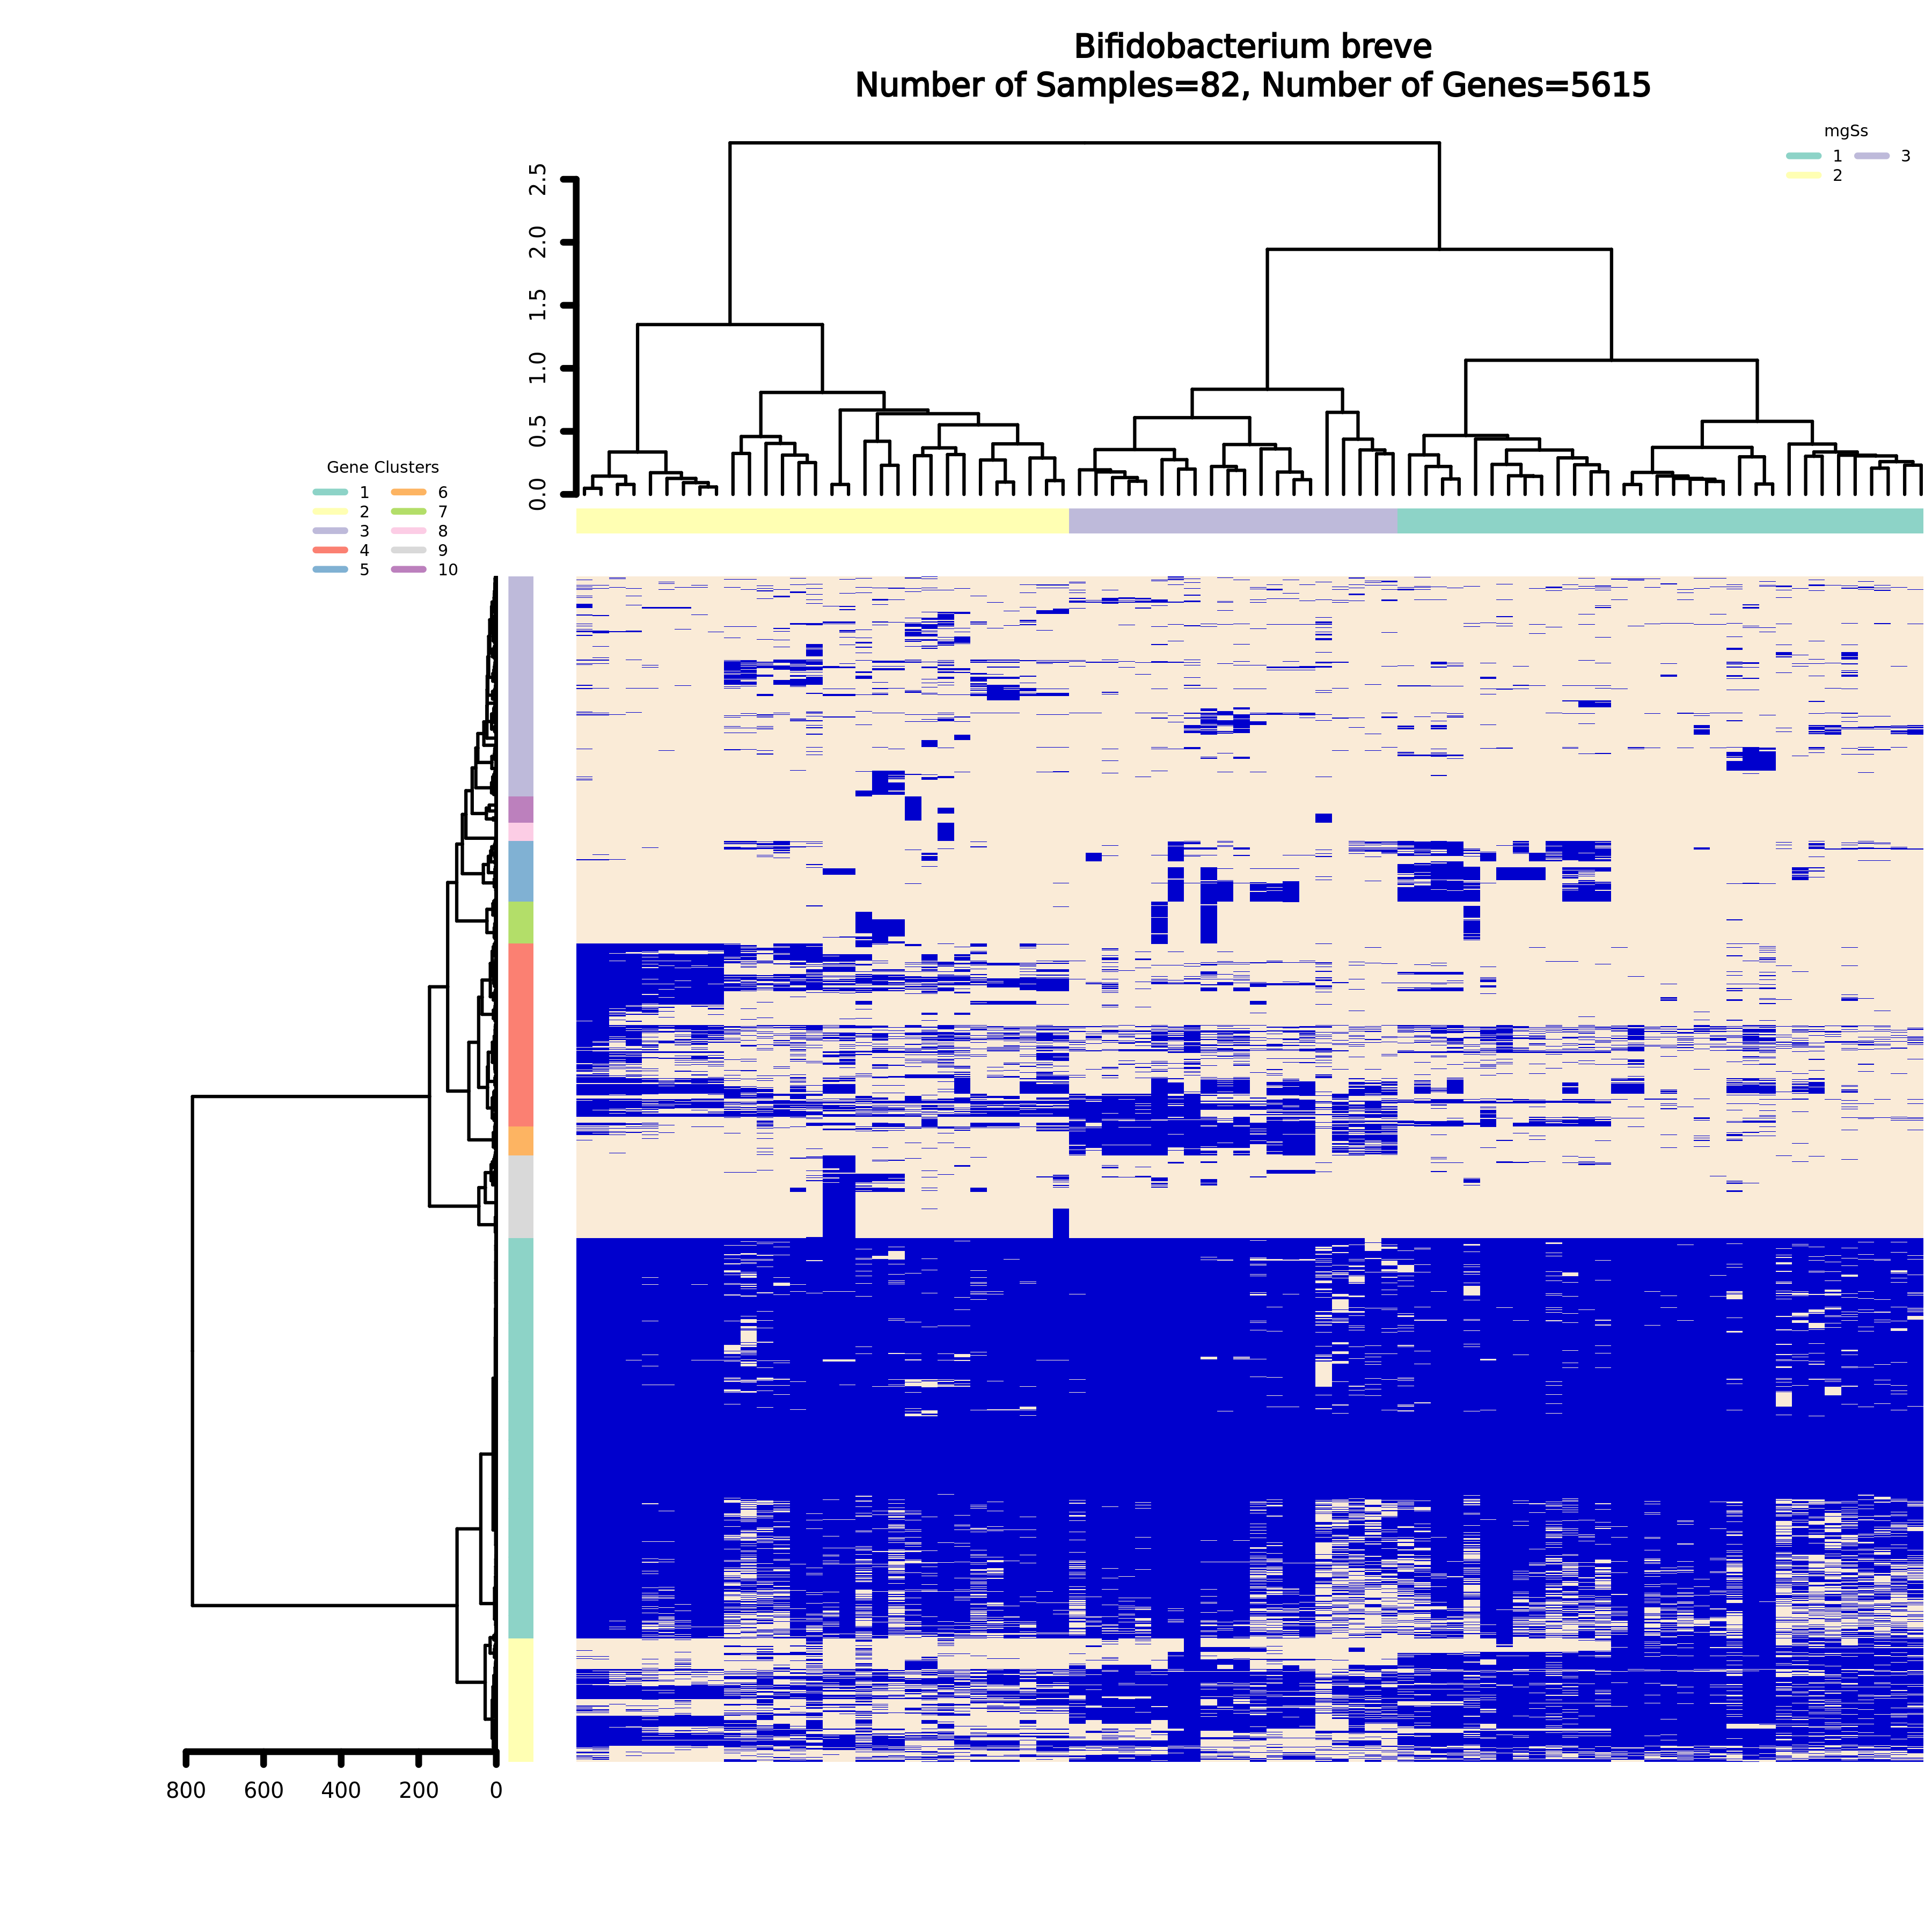 Bifidobacterium breve
Number of Samples=82, Number of Genes=5615
mgSs
1 3
2
2.5
2.0
1.5
1.0
0.5
0.0
Gene Clusters
1 6
2 7
3 8
4 9
5 10
800 600 400 200 0